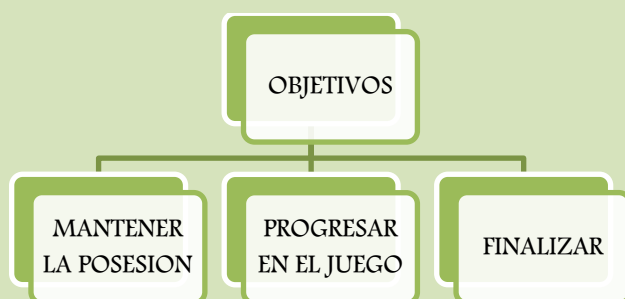 OBJETIVOS
MANTENER
LA POSESION
PROGRESAR
EN EL JUEGO
FINALIZAR